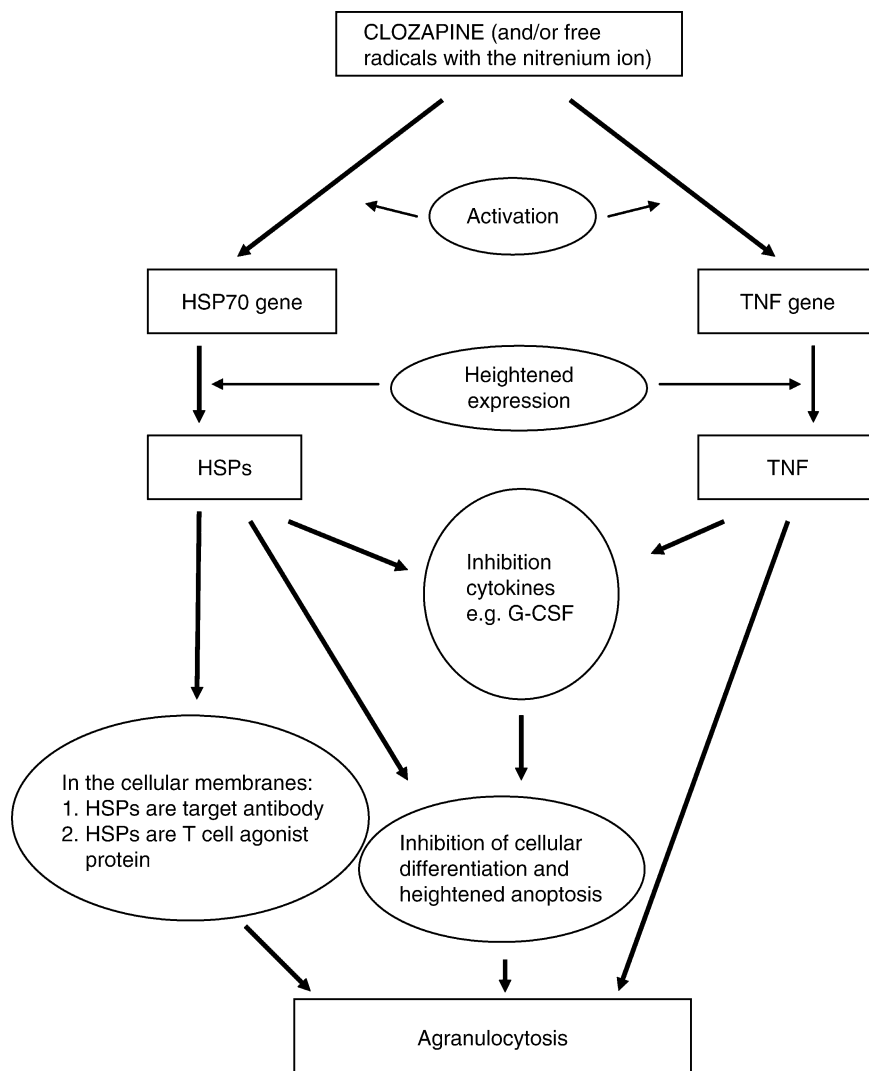 CLOZAPINE (and/or free
radicals with the nitrenium ion)
Activation
HSP70 gene
TNF gene
Heightened
expression
HSPs
TNF
Inhibition
cytokines
e.g. G-CSF
In the cellular membranes:
1. HSPs are target antibody
2. HSPs are T cell agonist
protein
Inhibition of cellular
differentiation and
heightened anoptosis
Agranulocytosis